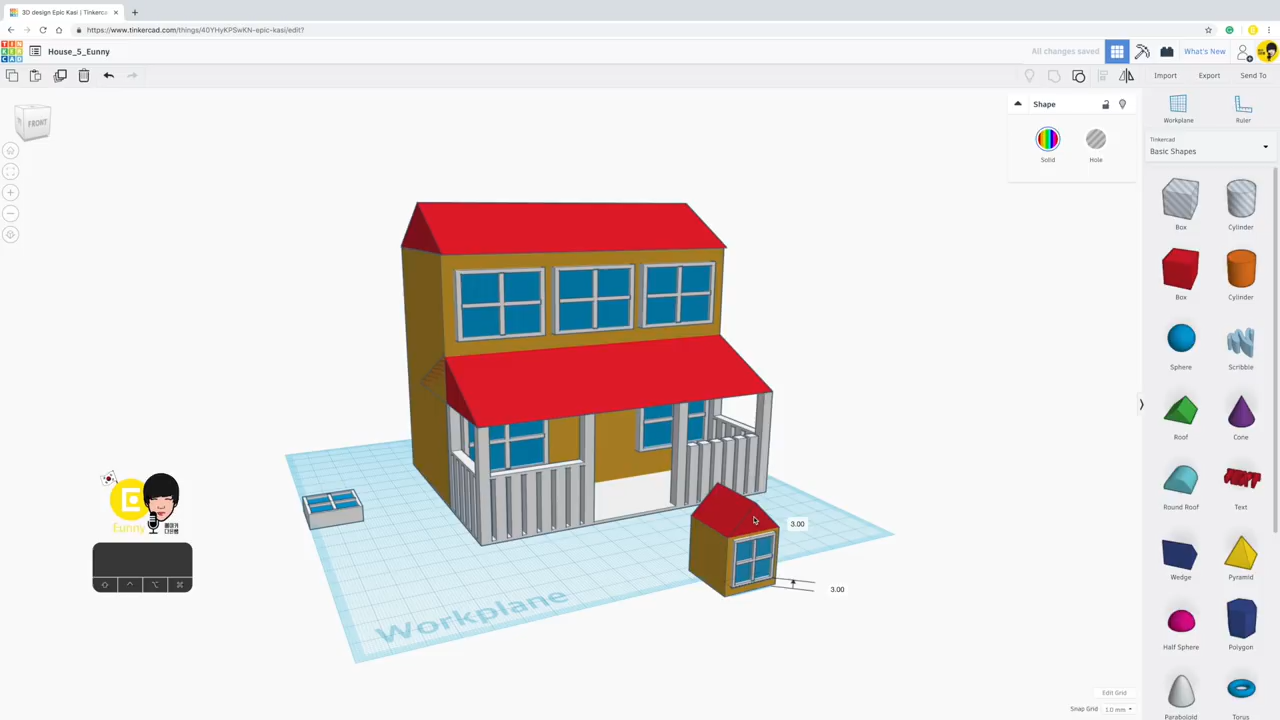 3D design Epic Kasi | Tinkercad
https://www.tinkercad.com/things/40YHyKPSwKN-epic-kasi/edit?
TIN
KER
CAD
House_5_Eunny
All changes saved
What's New
Import
Export
Send To
FRONT
Shape
Solid
Hole
Workplane
Ruler
Tinkercad
Basic Shapes
Box
Cylinder
Box
Cylinder
Sphere
Scribble
Roof
Cone
Round Roof
Text
Wedge
Pyramid
Half Sphere
Polygon
Paraboloid
Torus
3.00
3.00
Eunny
Workplane
Edit Grid
Snap Grid
1.0 mm